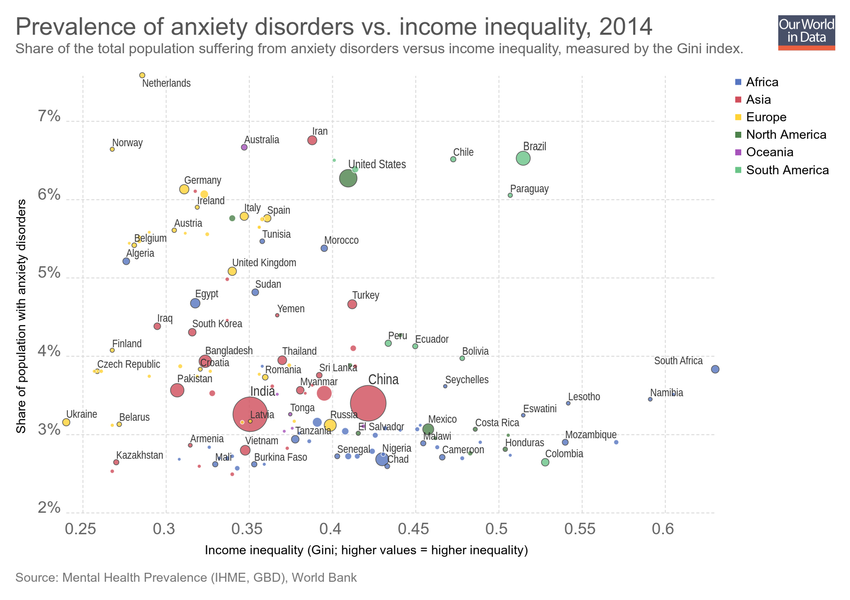 Prevalence of anxiety disorders vs. income inequality, 2014
Share of the total population suffering from anxiety disorders versus income inequality, measured by the Gini index.
Our World
in Data
Africa
Asia
Europe
North America
Oceania
South America
Share of population with anxiety disorders
7%
6%
5%
4%
3%
2%
Netherlands
Norway
Australia
Iran
Chile
Brazil
United States
Germany
Paraguay
Ireland
Italy
Spain
Austria
Belgium
Tunisia
Morocco
Algeria
United Kingdom
Sudan
Egypt
Turkey
Yemen
Iraq
South Korea
Peru
Ecuador
Finland
Bangladesh
Thailand
Bolivia
South Africa
Czech Republic
Croatia
Romania
Sri Lanka
Pakistan
Myanmar
China
Seychelles
India
Lesotho
Namibia
Ukraine
Belarus
Latvia
Tonga
Russia
Eswatini
Tanzania
El Salvador
Mexico
Costa Rica
Armenia
Vietnam
Malawi
Honduras
Mozambique
Kazakhstan
Mali
Burkina Faso
Senegal
Nigeria
Chad
Cameroon
Colombia
0.25
0.3
0.35
0.4
0.45
0.5
0.55
0.6
Income inequality (Gini; higher values = higher inequality)
Source: Mental Health Prevalence (IHME, GBD), World Bank